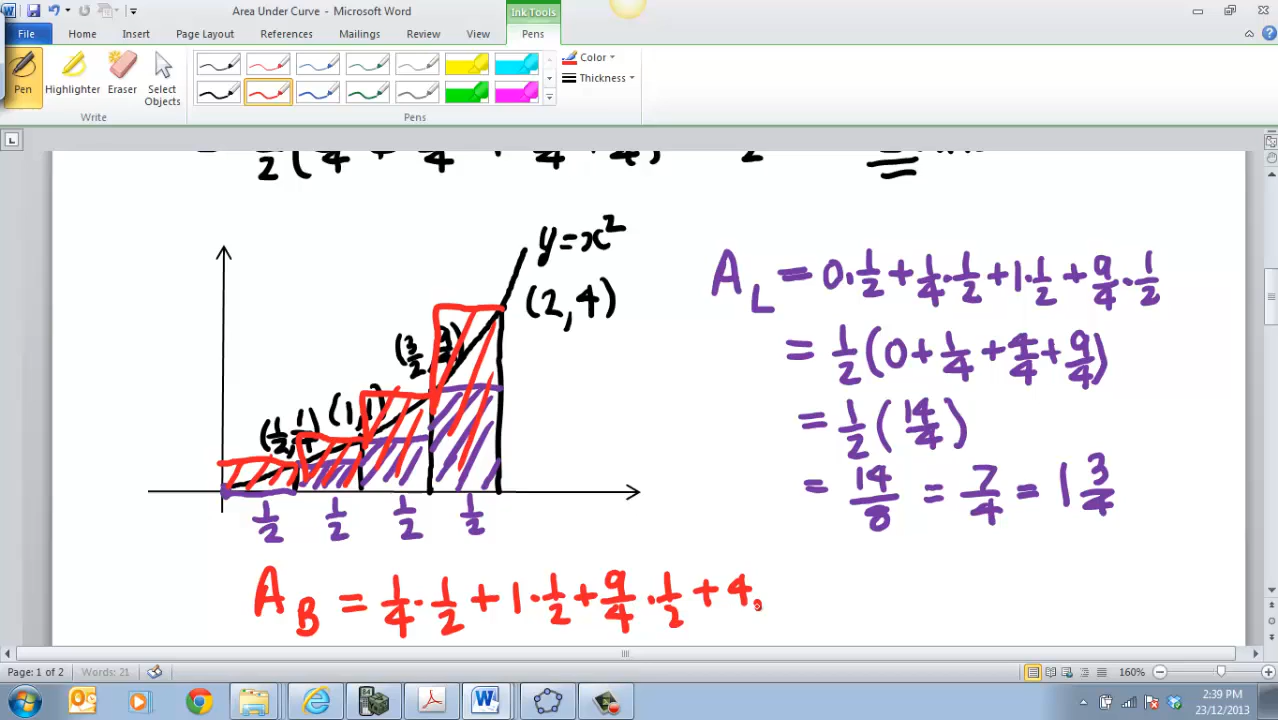 Area Under Curve - Microsoft Word
Ink Tools
File Home Insert Page Layout References Mailings Review View Pens
Pen Highlighter Eraser Select Objects
Color
Thickness
Write
Pens
y=x²
(2,4)
(3/2, 9/4)
(1,1)
(1/2, 1/4)
1/2 1/2 1/2 1/2
A_L = 0·1/2 + 1/4·1/2 + 1·1/2 + 9/4·1/2
= 1/2(0 + 1/4 + 4/4 + 9/4)
= 1/2(14/4)
= 14/8 = 7/4 = 1 3/4
A_B = 1/4·1/2 + 1·1/2 + 9/4·1/2 + 4.
Page: 1 of 2 Words: 21 160%
2:39 PM
23/12/2013